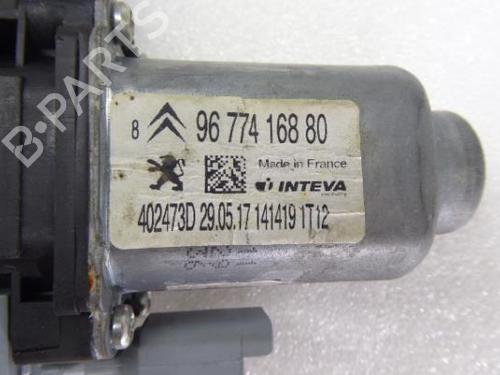 8 96 774 168 80
Made in France
INTEVA
402473D 29.05.17 141419 1T12
B-PARTS